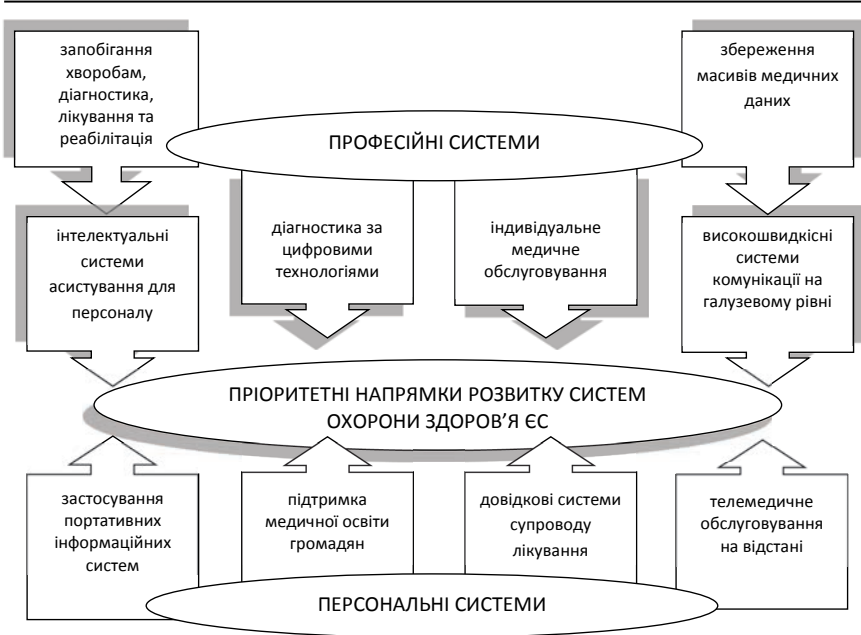 запобігання
хворобам,
діагностика,
лікування та
реабілітація
збереження
масивів медичних
даних
ПРОФЕСІЙНІ СИСТЕМИ
інтелектуальні
системи
асистування для
персоналу
діагностика за
цифровими
технологіями
індивідуальне
медичне
обслуговування
високошвидкісні
системи
комунікації на
галузевому рівні
ПРІОРИТЕТНІ НАПРЯМКИ РОЗВИТКУ СИСТЕМ
ОХОРОНИ ЗДОРОВ’Я ЄС
застосування
портативних
інформаційних
систем
підтримка
медичної освіти
громадян
довідкові системи
супроводу
лікування
телемедичне
обслуговування
на відстані
ПЕРСОНАЛЬНІ СИСТЕМИ